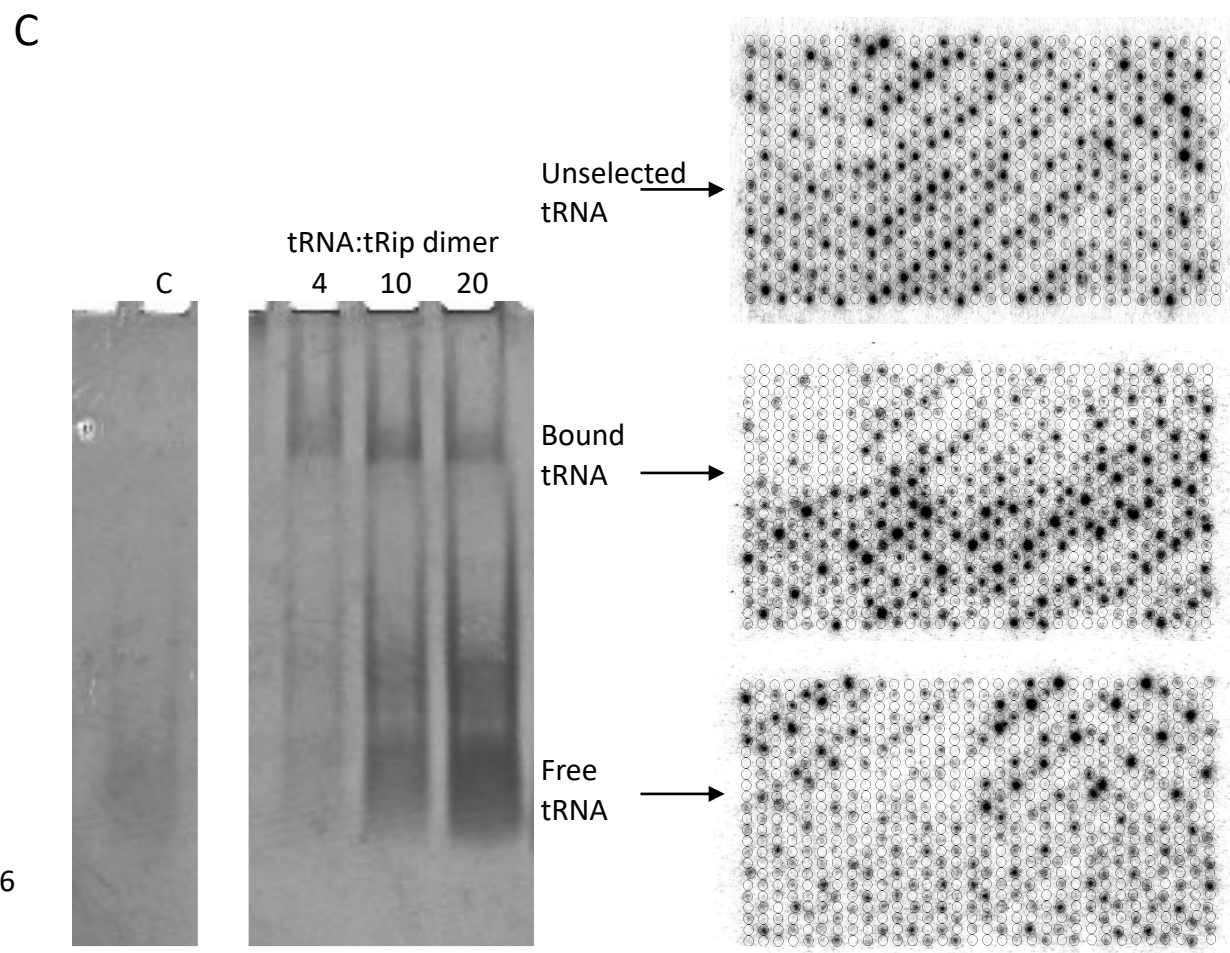 C
Unselected
tRNA
tRNA:tRip dimer
C
4 10 20
Bound
tRNA
Free
tRNA
6